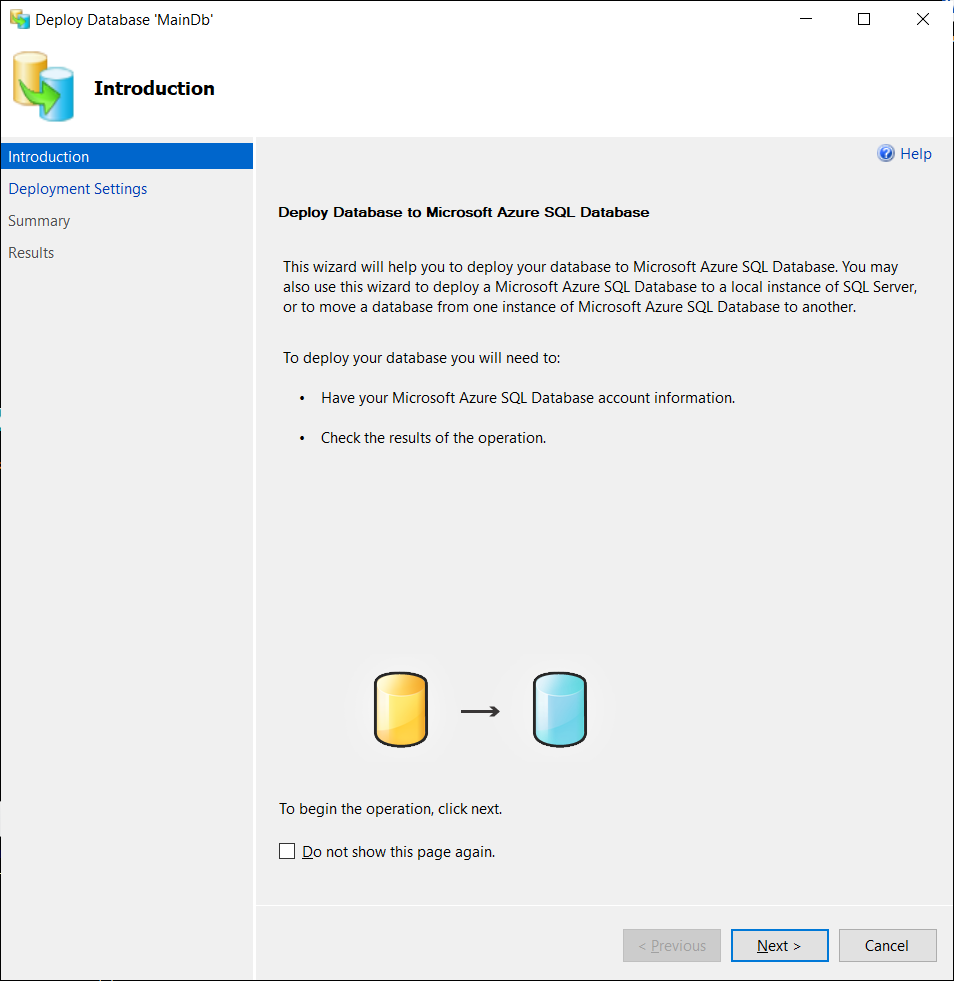 Deploy Database 'MainDb'
Introduction
Introduction
Deployment Settings
Summary
Results
Help
Deploy Database to Microsoft Azure SQL Database
This wizard will help you to deploy your database to Microsoft Azure SQL Database. You may
also use this wizard to deploy a Microsoft Azure SQL Database to a local instance of SQL Server,
or to move a database from one instance of Microsoft Azure SQL Database to another.
To deploy your database you will need to:
• Have your Microsoft Azure SQL Database account information.
• Check the results of the operation.
To begin the operation, click next.
Do not show this page again.
< Previous
Next >
Cancel